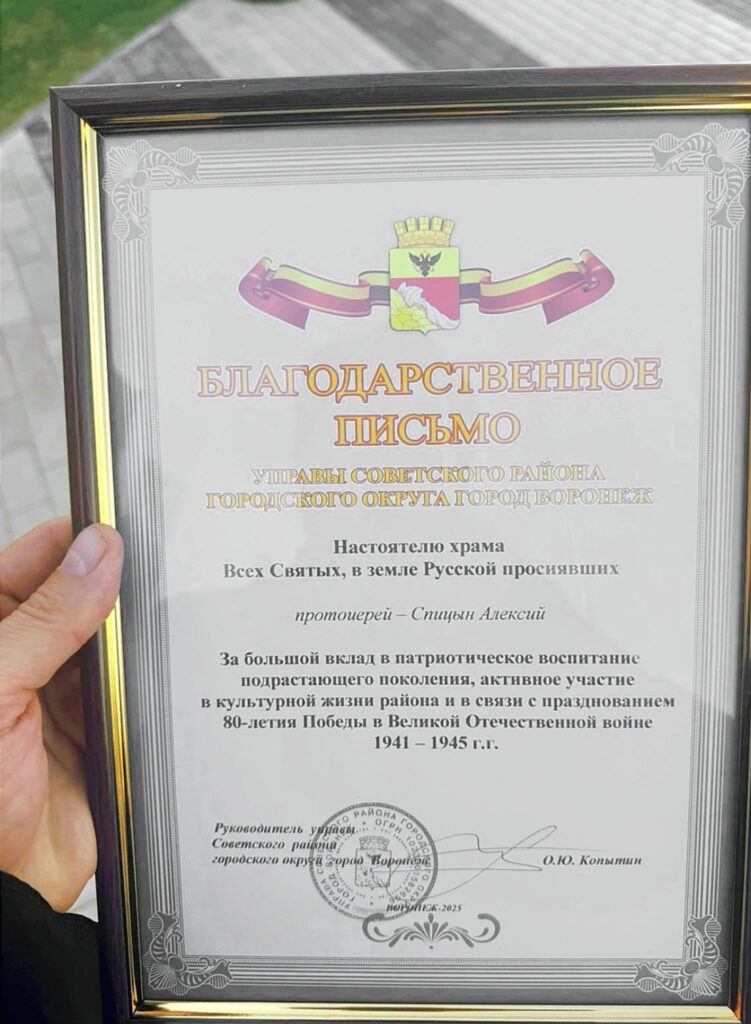 БЛАГОДАРСТВЕННОЕ
ПИСЬМО
УПРАВЫ СОВЕТСКОГО РАЙОНА
ГОРОДСКОГО ОКРУГА ГОРОД ВОРОНЕЖ
Настоятелю храма
Всех Святых, в земле Русской просиявших
протоиерей – Спицын Алексий
За большой вклад в патриотическое воспитание
подрастающего поколения, активное участие
в культурной жизни района и в связи с празднованием
80-летия Победы в Великой Отечественной войне
1941 – 1945 г.г.
Руководитель управы
Советского района
городского округа город Воронеж
О.Ю. Копытин
ВОРОНЕЖ-2025